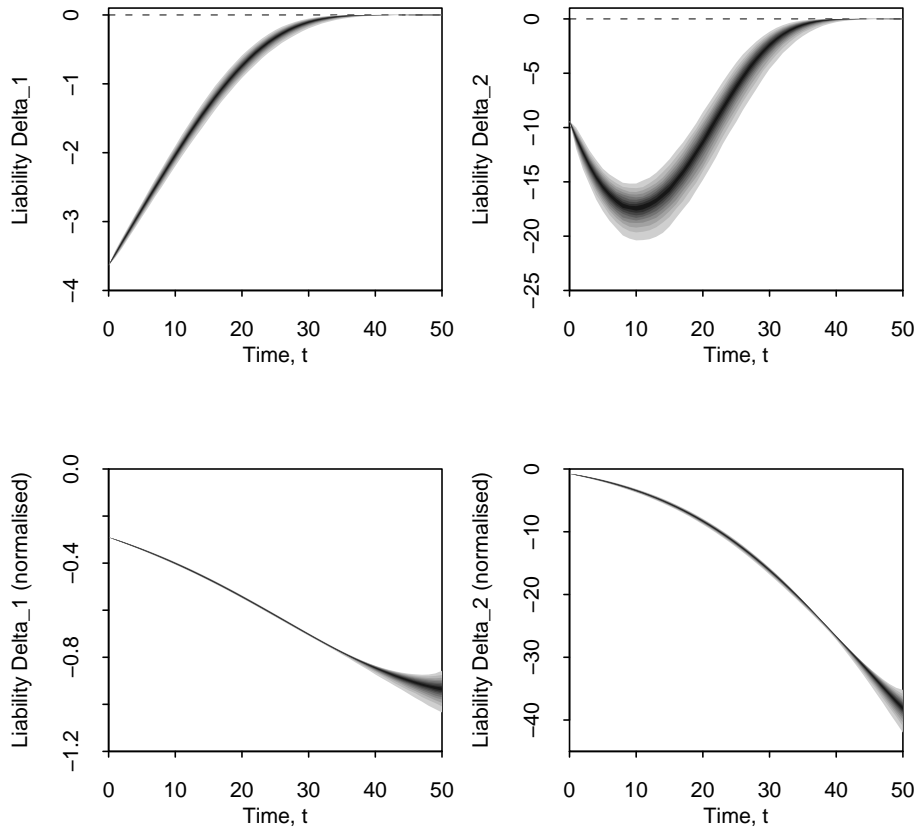 Liability Delta_1
0
−1
−2
−3
−4
0 10 20 30 40 50
Time, t
Liability Delta_2
0
−5
−10
−15
−20
−25
0 10 20 30 40 50
Time, t
Liability Delta_1 (normalised)
0.0
−0.4
−0.8
−1.2
0 10 20 30 40 50
Time, t
Liability Delta_2 (normalised)
0
−10
−20
−30
−40
0 10 20 30 40 50
Time, t